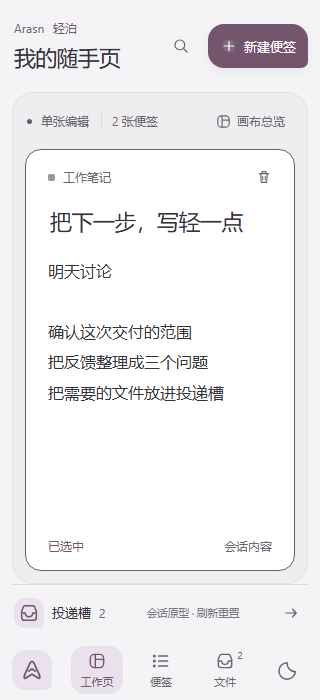 Arasn 轻泊
我的随手页
新建便签
单张编辑 2 张便签 画布总览
工作笔记
把下一步，写轻一点
明天讨论
确认这次交付的范围
把反馈整理成三个问题
把需要的文件放进投递槽
已选中 会话内容
投递槽 2 会话原型 · 刷新重置
2
工作页 便签 文件